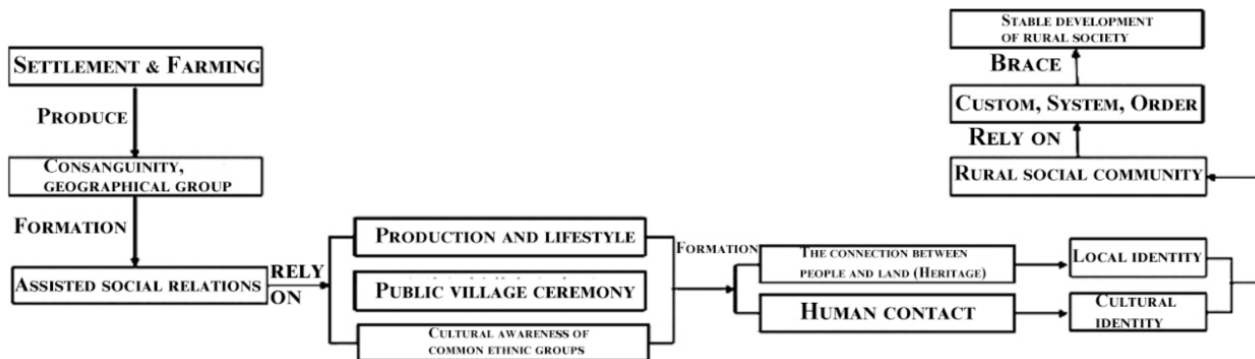 SETTLEMENT & FARMING
PRODUCE
CONSANGUINITY,
GEOGRAPHICAL GROUP
FORMATION
ASSISTED SOCIAL RELATIONS
RELY
ON
PRODUCTION AND LIFESTYLE
PUBLIC VILLAGE CEREMONY
CULTURAL AWARENESS OF
COMMON ETHNIC GROUPS
FORMATION
THE CONNECTION BETWEEN
PEOPLE AND LAND (HERITAGE)
HUMAN CONTACT
LOCAL IDENTITY
CULTURAL
IDENTITY
RURAL SOCIAL COMMUNITY
RELY ON
CUSTOM, SYSTEM, ORDER
BRACE
STABLE DEVELOPMENT
OF RURAL SOCIETY